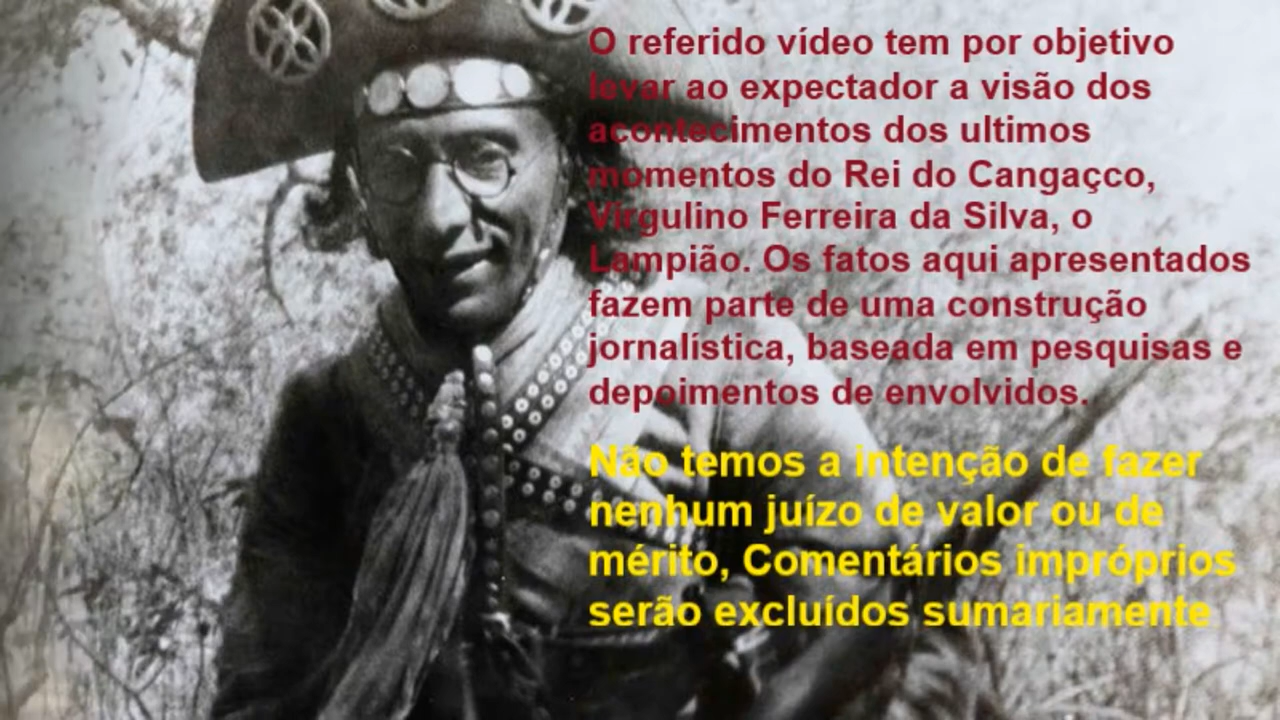 O referido vídeo tem por objetivo
levar ao expectador a visão dos
acontecimentos dos ultimos
momentos do Rei do Cangaçco,
Virgulino Ferreira da Silva, o
Lampião. Os fatos aqui apresentados
fazem parte de uma construção
jornalística, baseada em pesquisas e
depoimentos de envolvidos.
Não temos a intenção de fazer
nenhum juízo de valor ou de
mérito, Comentários impróprios
serão excluídos sumariamente